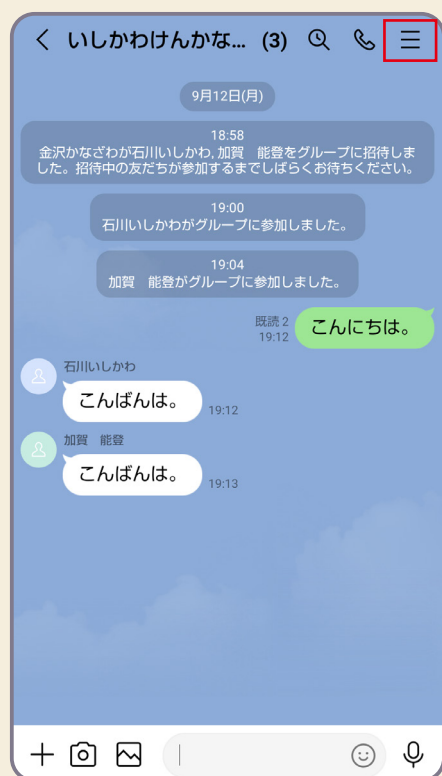 いしかわけんかな... (3)
9月12日(月)
18:58
金沢かなざわが石川いしかわ, 加賀　能登をグループに招待しま
した。招待中の友だちが参加するまでしばらくお待ちください。
19:00
石川いしかわがグループに参加しました。
19:04
加賀　能登がグループに参加しました。
既読 2
19:12
こんにちは。
石川いしかわ
こんばんは。
19:12
加賀　能登
こんばんは。
19:13